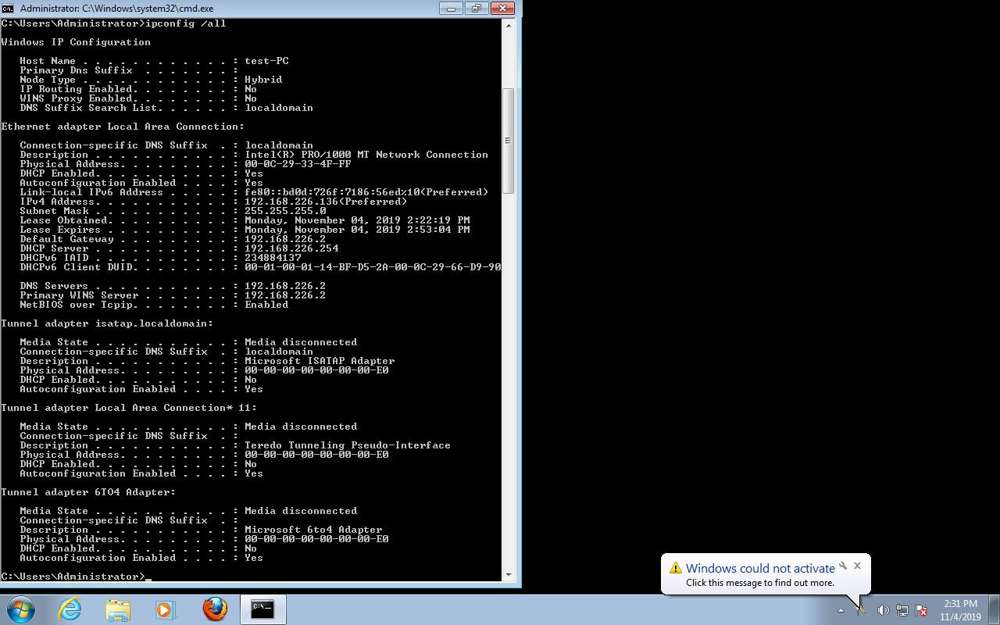 Administrator: C:\Windows\system32\cmd.exe
C:\Users\Administrator>ipconfig /all
Windows IP Configuration
Host Name . . . . . . . . . . . . : test-PC
Primary Dns Suffix  . . . . . . . :
Node Type . . . . . . . . . . . . : Hybrid
IP Routing Enabled. . . . . . . . : No
WINS Proxy Enabled. . . . . . . . : No
DNS Suffix Search List. . . . . . : localdomain
Ethernet adapter Local Area Connection:
Connection-specific DNS Suffix  . : localdomain
Description . . . . . . . . . . . : Intel(R) PRO/1000 MT Network Connection
Physical Address. . . . . . . . . : 00-0C-29-33-4F-FF
DHCP Enabled. . . . . . . . . . . : Yes
Autoconfiguration Enabled . . . . : Yes
Link-local IPv6 Address . . . . . : fe80::bd0d:726f:7186:56ed%10(Preferred)
IPv4 Address. . . . . . . . . . . : 192.168.226.136(Preferred)
Subnet Mask . . . . . . . . . . . : 255.255.255.0
Lease Obtained. . . . . . . . . . : Monday, November 04, 2019 2:22:19 PM
Lease Expires . . . . . . . . . . : Monday, November 04, 2019 2:53:04 PM
Default Gateway . . . . . . . . . : 192.168.226.2
DHCP Server . . . . . . . . . . . : 192.168.226.254
DHCPv6 IAID . . . . . . . . . . . : 234884137
DHCPv6 Client DUID. . . . . . . . : 00-01-00-01-14-BF-D5-2A-00-0C-29-66-D9-90
DNS Servers . . . . . . . . . . . : 192.168.226.2
Primary WINS Server . . . . . . . : 192.168.226.2
NetBIOS over Tcpip. . . . . . . . : Enabled
Tunnel adapter isatap.localdomain:
Media State . . . . . . . . . . . : Media disconnected
Connection-specific DNS Suffix  . : localdomain
Description . . . . . . . . . . . : Microsoft ISATAP Adapter
Physical Address. . . . . . . . . : 00-00-00-00-00-00-00-E0
DHCP Enabled. . . . . . . . . . . : No
Autoconfiguration Enabled . . . . : Yes
Tunnel adapter Local Area Connection* 11:
Media State . . . . . . . . . . . : Media disconnected
Connection-specific DNS Suffix  . :
Description . . . . . . . . . . . : Teredo Tunneling Pseudo-Interface
Physical Address. . . . . . . . . : 00-00-00-00-00-00-00-E0
DHCP Enabled. . . . . . . . . . . : No
Autoconfiguration Enabled . . . . : Yes
Tunnel adapter 6TO4 Adapter:
Media State . . . . . . . . . . . : Media disconnected
Connection-specific DNS Suffix  . :
Description . . . . . . . . . . . : Microsoft 6to4 Adapter
Physical Address. . . . . . . . . : 00-00-00-00-00-00-00-E0
DHCP Enabled. . . . . . . . . . . : No
Autoconfiguration Enabled . . . . : Yes
C:\Users\Administrator>_
Windows could not activate
Click this message to find out more.
C:\_
2:31 PM
11/4/2019